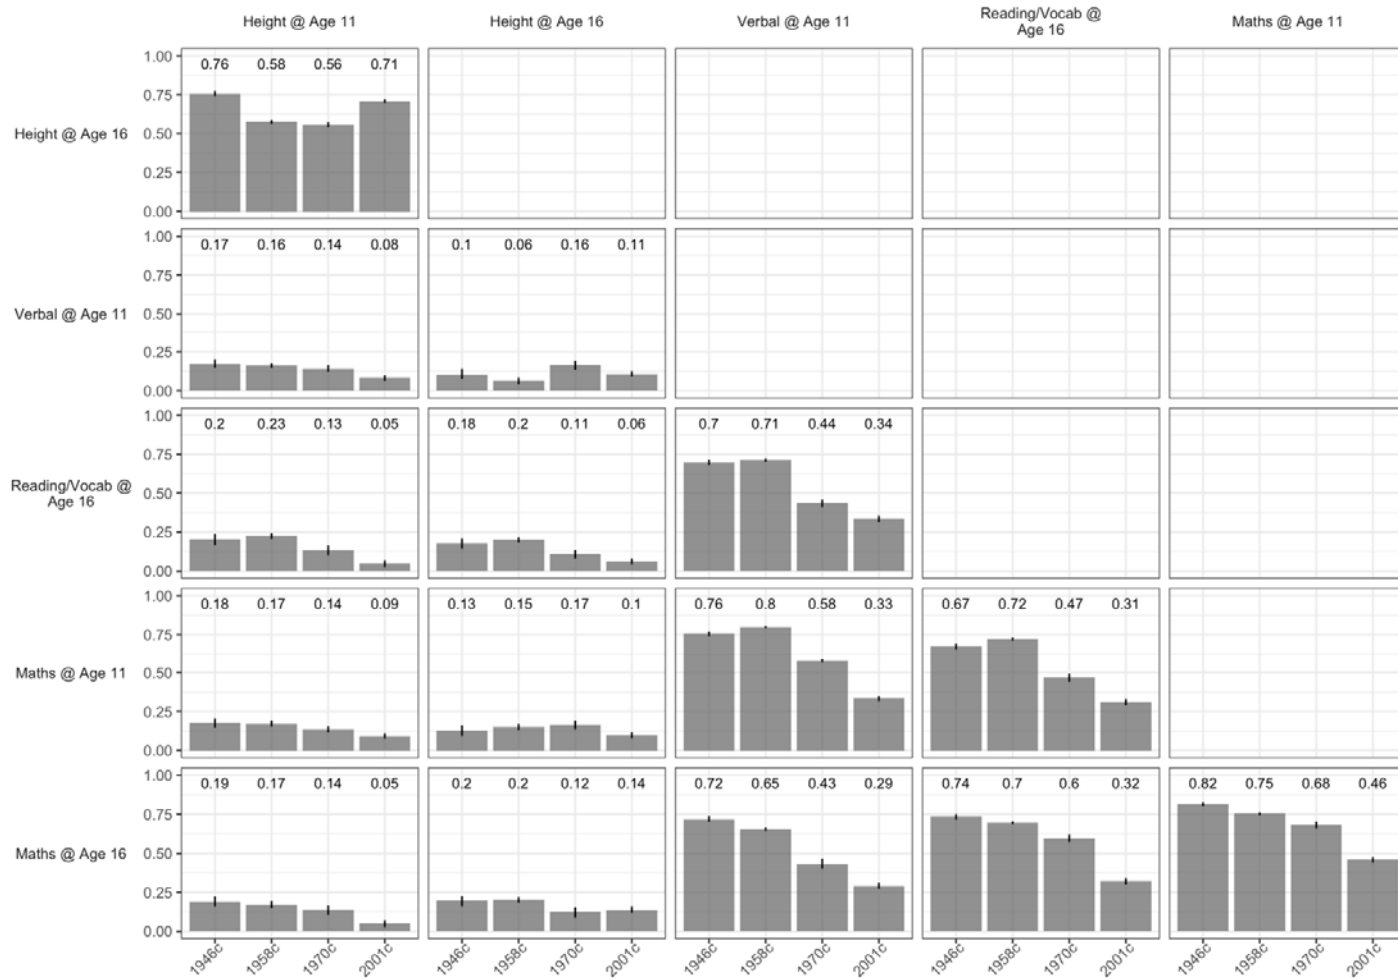 Height @ Age 11 Height @ Age 16 Verbal @ Age 11 Reading/Vocab @ Maths @ Age 11
Age 16
1.00 0.76 0.58 0.56 0.71
0.75
Height @ Age 16 0.50
0.25
0.00
1.00 0.17 0.16 0.14 0.08 0.1 0.06 0.16 0.11
0.75
Verbal @ Age 11 0.50
0.25
0.00
1.00 0.2 0.23 0.13 0.05 0.18 0.2 0.11 0.06 0.7 0.71 0.44 0.34
0.75
Reading/Vocab @ 0.50
Age 16
0.25
0.00
1.00 0.18 0.17 0.14 0.09 0.13 0.15 0.17 0.1 0.76 0.8 0.58 0.33 0.67 0.72 0.47 0.31
0.75
Maths @ Age 11 0.50
0.25
0.00
1.00 0.19 0.17 0.14 0.05 0.2 0.2 0.12 0.14 0.72 0.65 0.43 0.29 0.74 0.7 0.6 0.32 0.82 0.75 0.68 0.46
0.75
Maths @ Age 16 0.50
0.25
0.00
1946c 1958c 1970c 2001c 1946c 1958c 1970c 2001c 1946c 1958c 1970c 2001c 1946c 1958c 1970c 2001c 1946c 1958c 1970c 2001c